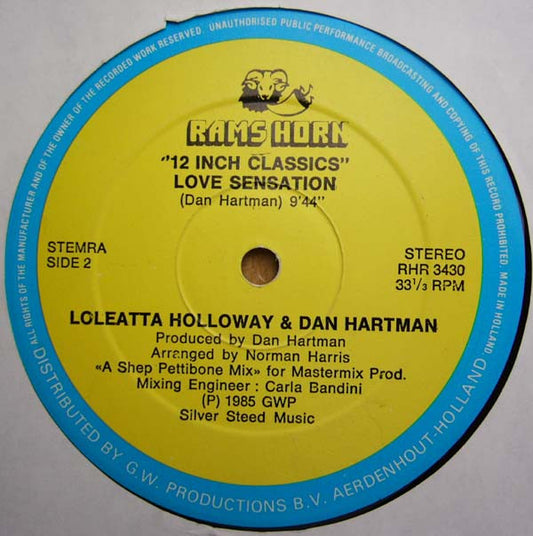 ALL RIGHTS OF THE MANUFACTURER AND OF THE OWNER OF THE RECORDED WORK RESERVED. UNAUTHORISED PUBLIC PERFORMANCE BROADCASTING AND COPYING OF THIS RECORD PROHIBITED. MADE IN HOLLAND
RAMS HORN
"12 INCH CLASSICS"
LOVE SENSATION
(Dan Hartman) 9'44"
STEMRA
SIDE 2
STEREO
RHR 3430
33 1/3 RPM
LOLEATTA HOLLOWAY & DAN HARTMAN
Produced by Dan Hartman
Arranged by Norman Harris
«A Shep Pettibone Mix» for Mastermix Prod.
Mixing Engineer : Carla Bandini
(P) 1985 GWP
Silver Steed Music
DISTRIBUTED BY G.W. PRODUCTIONS B.V. AERDENHOUT-HOLLAND